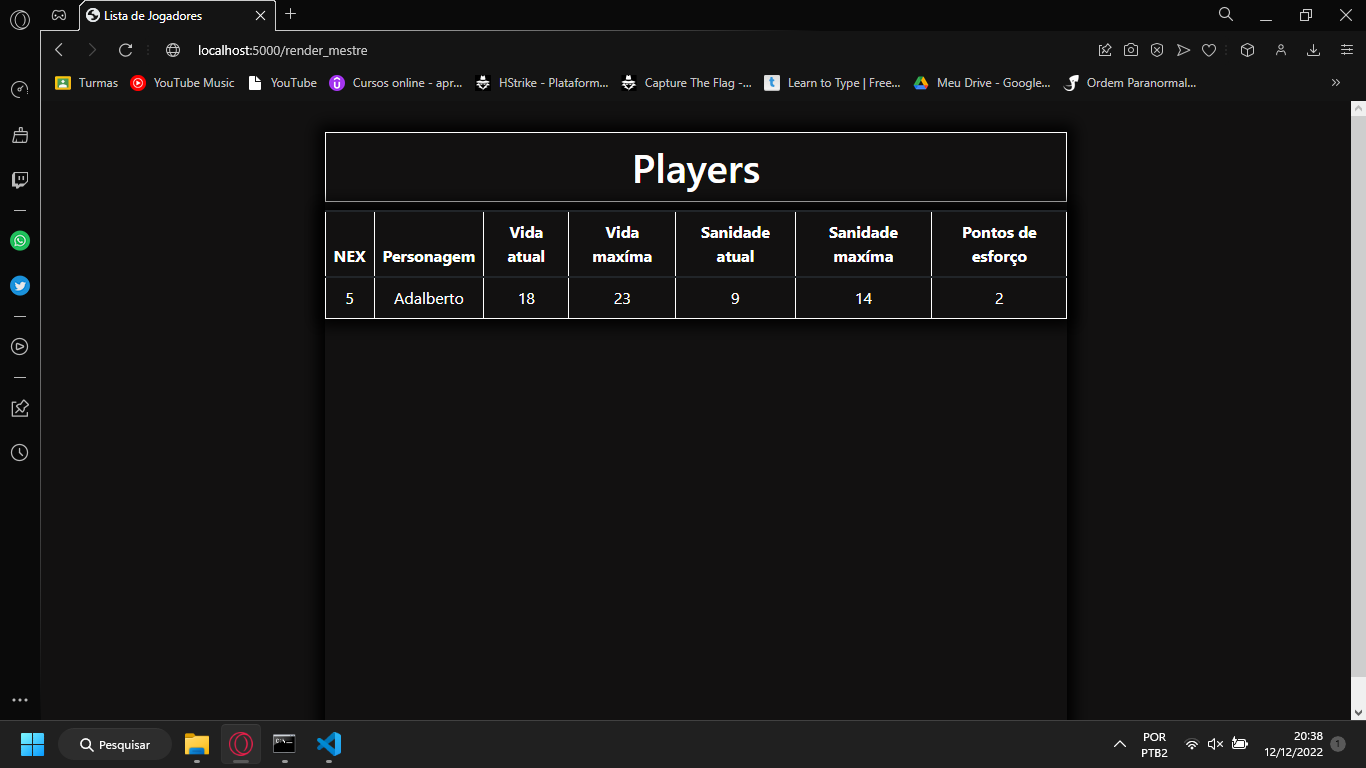 Lista de Jogadores
localhost:5000/render_mestre
Turmas YouTube Music YouTube Cursos online - apr... HStrike - Plataform... Capture The Flag -... Learn to Type | Free... Meu Drive - Google... Ordem Paranormal...
Players
NEX Personagem Vida atual Vida maxíma Sanidade atual Sanidade maxíma Pontos de esforço
5 Adalberto 18 23 9 14 2
Pesquisar
POR
PTB2
20:38
12/12/2022
1